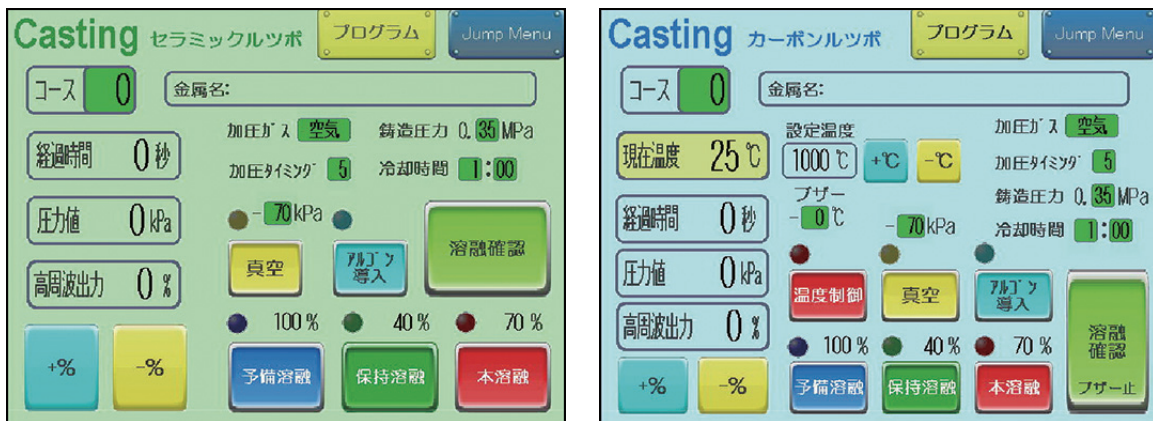 Casting セラミックルツボ プログラム Jump Menu
コース 0 金属名:
加圧ガス 空気 鋳造圧力 0.35MPa
経過時間 0秒
加圧タイミング 5 冷却時間 1:00
-70kPa
圧力値 0kPa
真空 アルゴン導入 溶融確認
高周波出力 0%
100% 40% 70%
+% -% 予備溶融 保持溶融 本溶融
Casting カーボンルツボ プログラム Jump Menu
コース 0 金属名:
設定温度 加圧ガス 空気
現在温度 25℃ 1000℃ +℃ -℃
加圧タイミング 5
ブザー 鋳造圧力 0.35MPa
経過時間 0秒 -0℃ -70kPa 冷却時間 1:00
圧力値 0kPa
温度制御 真空 アルゴン導入
高周波出力 0%
100% 40% 70%
溶融確認
+% -% 予備溶融 保持溶融 本溶融 ブザー止